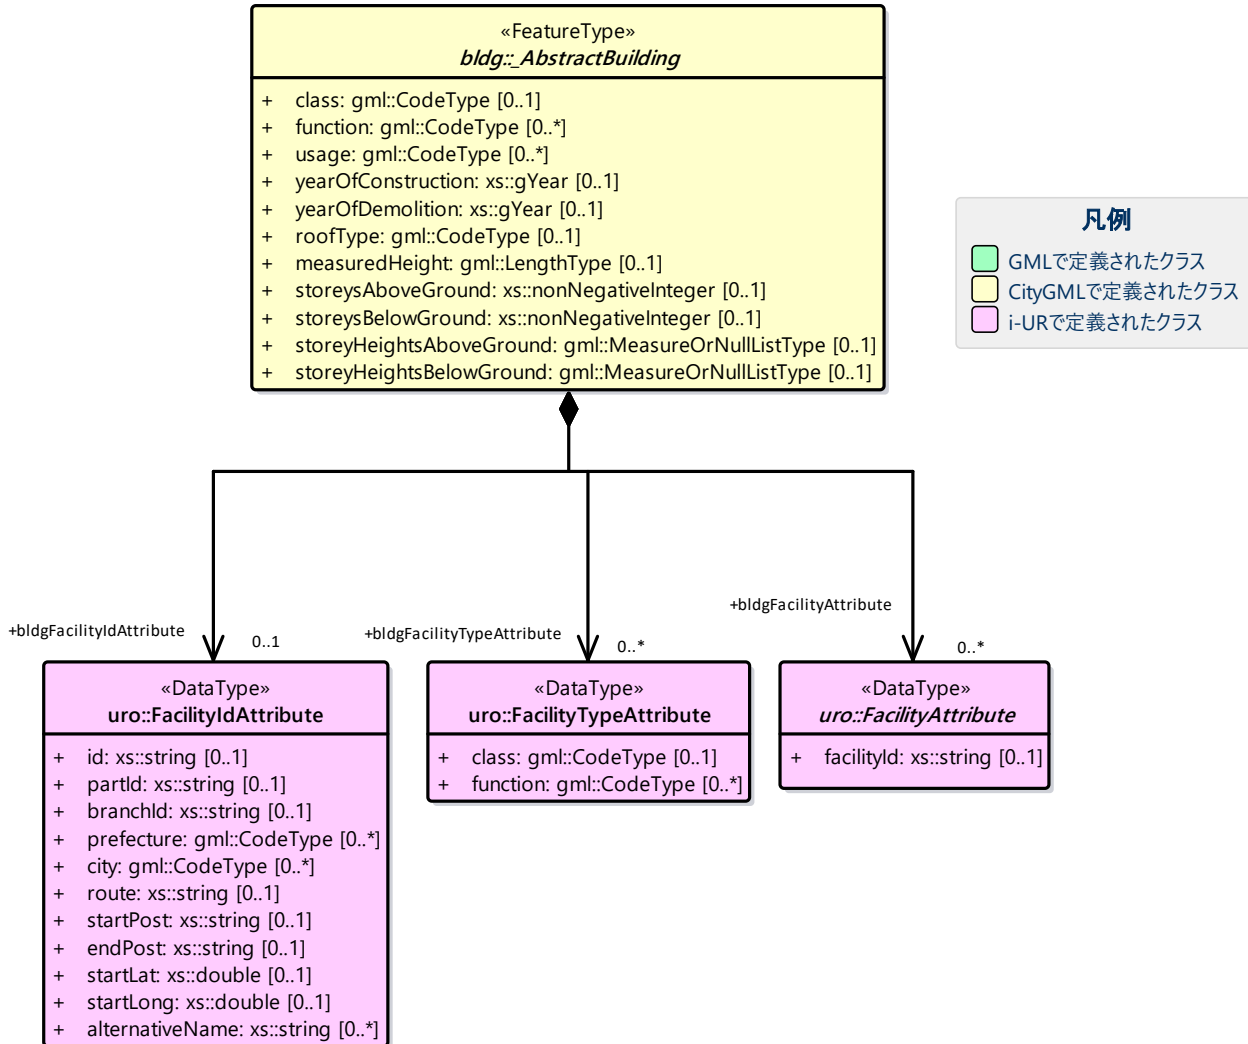 «FeatureType»
bldg::_AbstractBuilding
+ class: gml::CodeType [0..1]
+ function: gml::CodeType [0..*]
+ usage: gml::CodeType [0..*]
+ yearOfConstruction: xs::gYear [0..1]
+ yearOfDemolition: xs::gYear [0..1]
+ roofType: gml::CodeType [0..1]
+ measuredHeight: gml::LengthType [0..1]
+ storeysAboveGround: xs::nonNegativeInteger [0..1]
+ storeysBelowGround: xs::nonNegativeInteger [0..1]
+ storeyHeightsAboveGround: gml::MeasureOrNullListType [0..1]
+ storeyHeightsBelowGround: gml::MeasureOrNullListType [0..1]
凡例
GMLで定義されたクラス
CityGMLで定義されたクラス
i-URで定義されたクラス
+bldgFacilityIdAttribute
0..1
«DataType»
uro::FacilityIdAttribute
+ id: xs::string [0..1]
+ partId: xs::string [0..1]
+ branchId: xs::string [0..1]
+ prefecture: gml::CodeType [0..*]
+ city: gml::CodeType [0..*]
+ route: xs::string [0..1]
+ startPost: xs::string [0..1]
+ endPost: xs::string [0..1]
+ startLat: xs::double [0..1]
+ startLong: xs::double [0..1]
+ alternativeName: xs::string [0..*]
+bldgFacilityTypeAttribute
0..*
«DataType»
uro::FacilityTypeAttribute
+ class: gml::CodeType [0..1]
+ function: gml::CodeType [0..*]
+bldgFacilityAttribute
0..*
«DataType»
uro::FacilityAttribute
+ facilityId: xs::string [0..1]